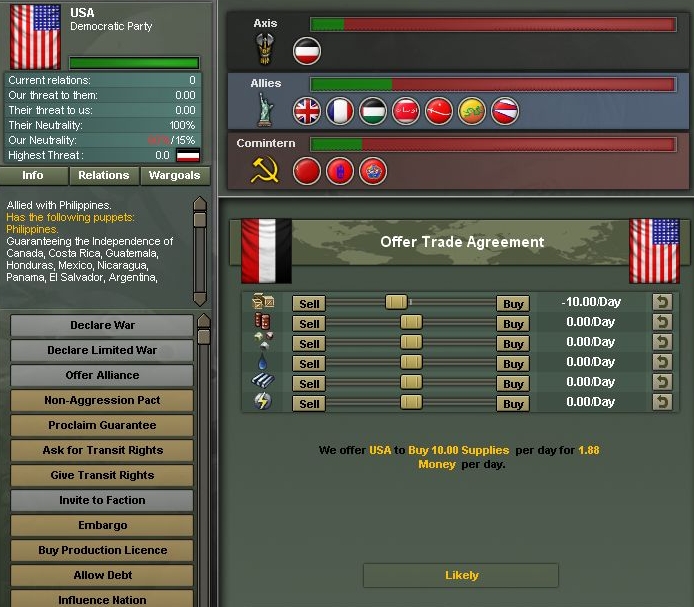 USA
Democratic Party
Current relations: 0
Our threat to them: 0.00
Their threat to us: 0.00
Their Neutrality: 100%
Our Neutrality: /15%
Highest Threat : 0.0
Info Relations Wargoals
Allied with Philippines.
Has the following puppets:
Philippines.
Guaranteeing the Independence of
Canada, Costa Rica, Guatemala,
Honduras, Mexico, Nicaragua,
Panama, El Salvador, Argentina,
Declare War
Declare Limited War
Offer Alliance
Non-Aggression Pact
Proclaim Guarantee
Ask for Transit Rights
Give Transit Rights
Invite to Faction
Embargo
Buy Production Licence
Allow Debt
Influence Nation
Axis
Allies
Comintern
Offer Trade Agreement
Sell Buy -10.00/Day
Sell Buy 0.00/Day
Sell Buy 0.00/Day
Sell Buy 0.00/Day
Sell Buy 0.00/Day
Sell Buy 0.00/Day
We offer USA to Buy 10.00 Supplies per day for 1.88
Money per day.
Likely